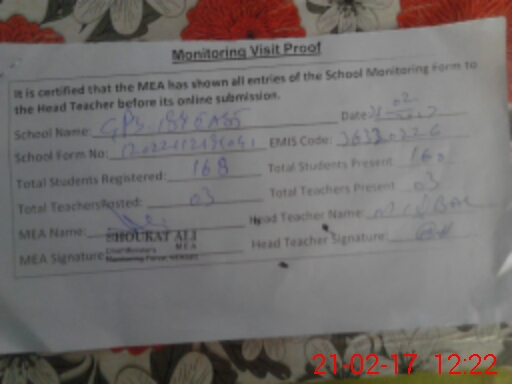 Monitoring Visit Proof
It is certified that the MEA has shown all entries of the School Monitoring Form to
the Head Teacher before its online submission.
School Name: GPS Date:
School Form No: EMIS Code:
Total Students Registered: 168 Total Students Present 160
Total Teachers Posted: 03 Total Teachers Present 03
MEA Name: Head Teacher Name:
SHOUKAT ALI
MEA Signature Head Teacher Signature:
MEA
21-02-17 12:22